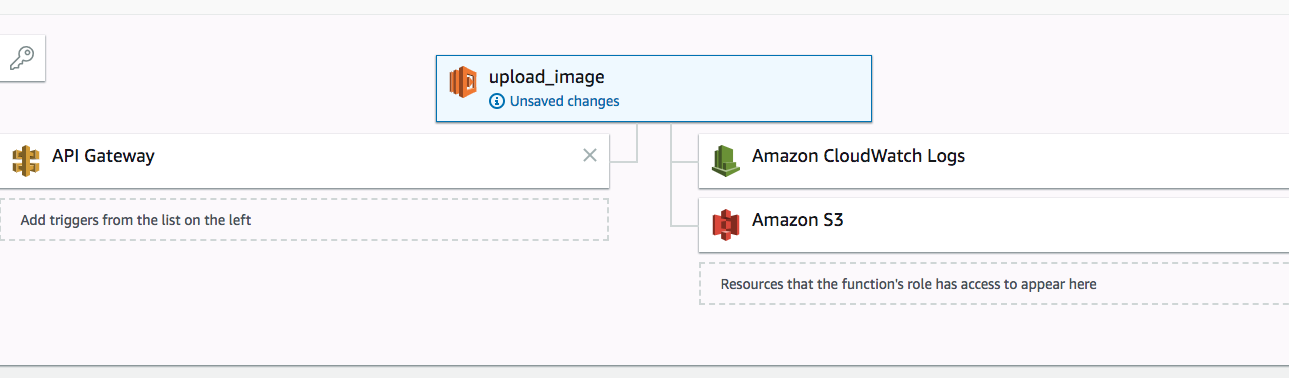 upload_image
Unsaved changes
API Gateway
Add triggers from the list on the left
Amazon CloudWatch Logs
Amazon S3
Resources that the function's role has access to appear here